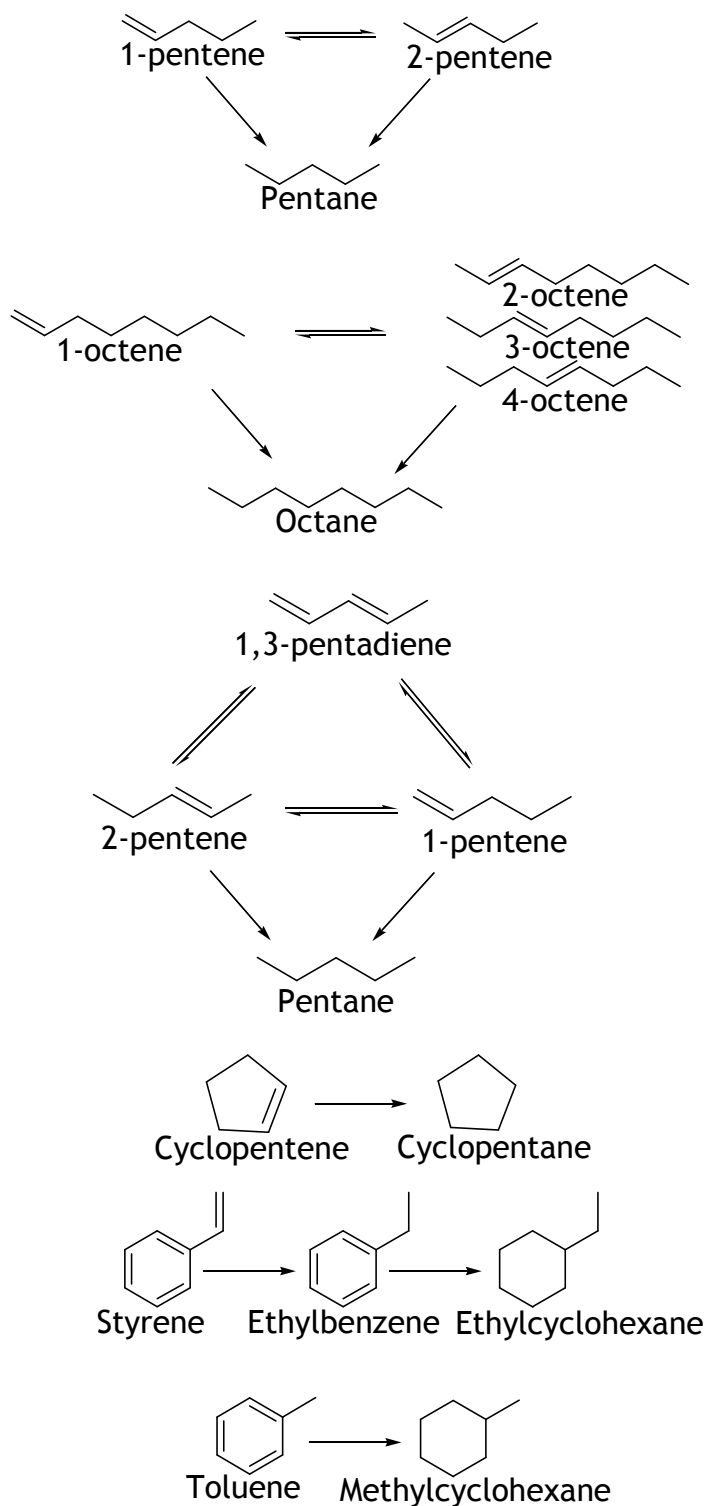 1-pentene 2-pentene
Pentane
2-octene
1-octene 3-octene
4-octene
Octane
1,3-pentadiene
2-pentene 1-pentene
Pentane
Cyclopentene Cyclopentane
Styrene Ethylbenzene Ethylcyclohexane
Toluene Methylcyclohexane